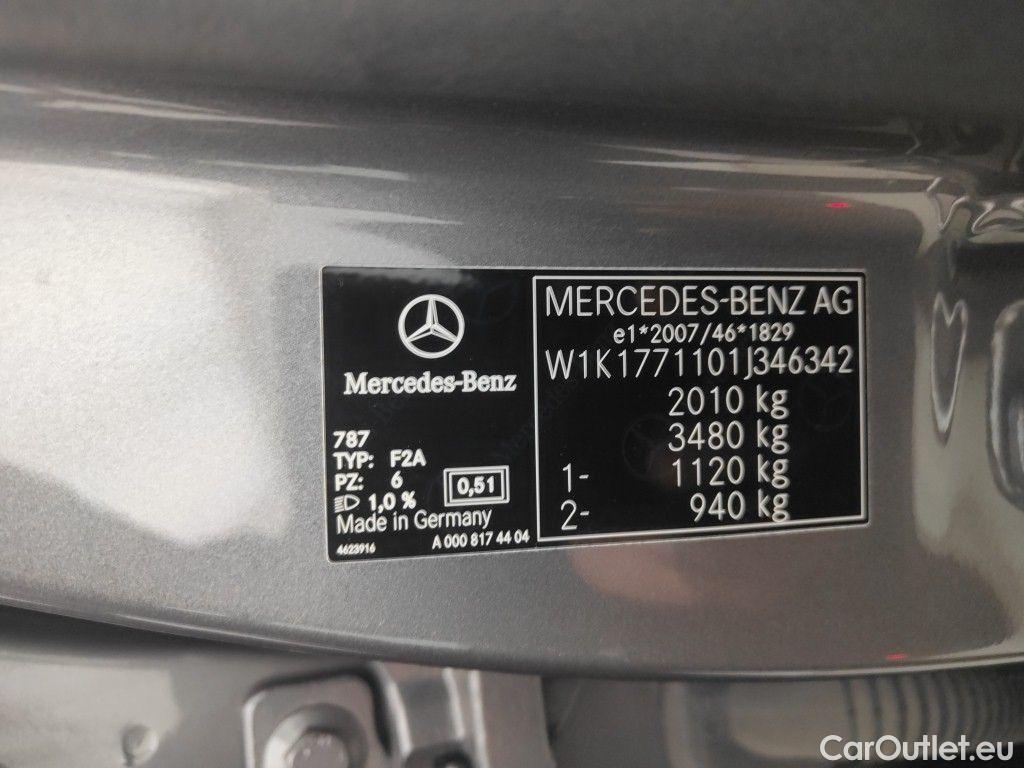 Mercedes-Benz
787
TYP: F2A
PZ: 6
1,0 %
0,51
Made in Germany
4623916
A 000 817 44 04
MERCEDES-BENZ AG
e1*2007/46*1829
W1K1771101J346342
2010 kg
3480 kg
1- 1120 kg
2- 940 kg
CarOutlet.eu